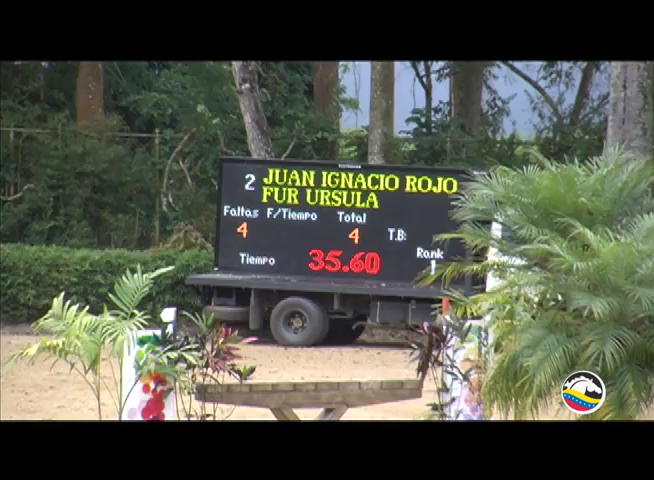 2 JUAN IGNACIO ROJO
FUR URSULA
Faltas F/Tiempo Total
4 4 T.B:
Tiempo 35.60 Rank
1